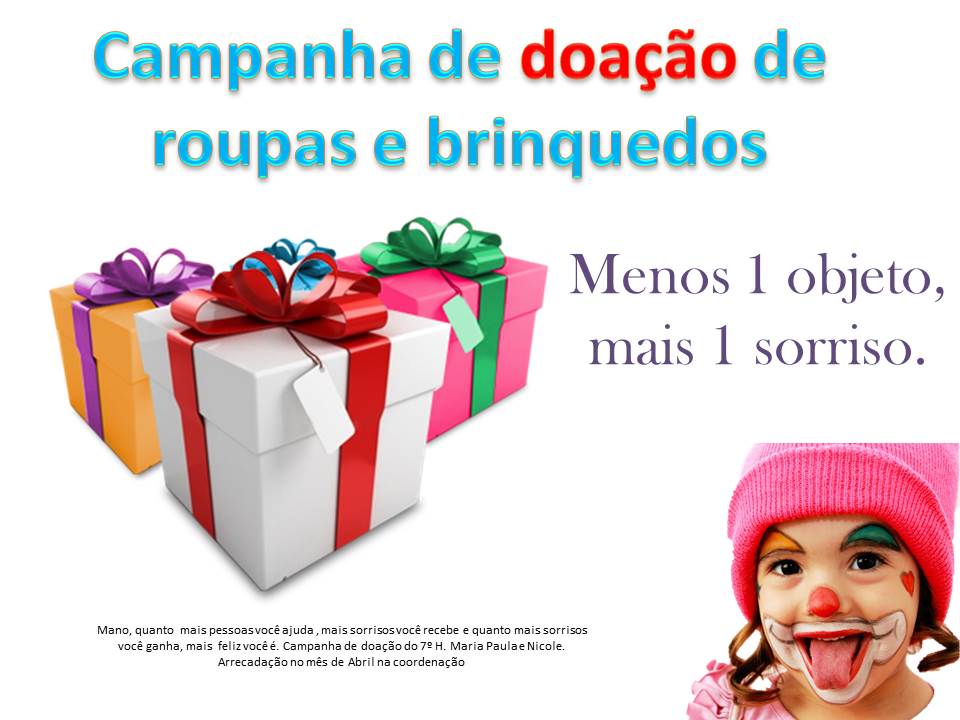 Campanha de doação de
roupas e brinquedos
Menos 1 objeto,
mais 1 sorriso.
Mano, quanto mais pessoas você ajuda , mais sorrisos você recebe e quanto mais sorrisos
você ganha, mais feliz você é. Campanha de doação do 7º H. Maria Paula e Nicole.
Arrecadação no mês de Abril na coordenação